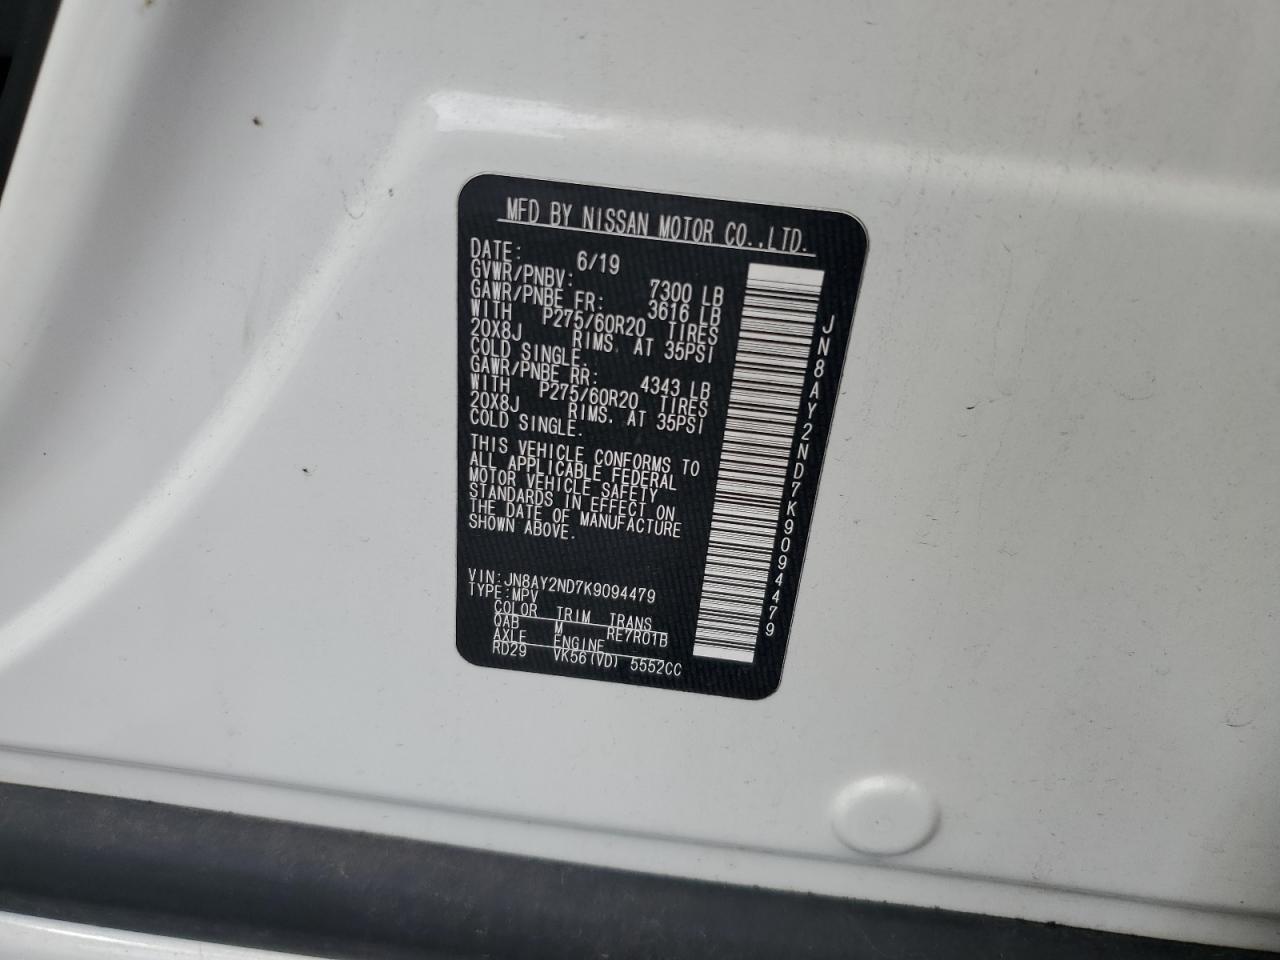 MFD BY NISSAN MOTOR CO.,LTD.
DATE: 6/19
GVWR/PNBV: 7300 LB
GAWR/PNBE FR: 3616 LB
WITH P275/60R20 TIRES
20X8J RIMS. AT 35PSI
COLD SINGLE.
GAWR/PNBE RR: 4343 LB
WITH P275/60R20 TIRES
20X8J RIMS. AT 35PSI
COLD SINGLE.
THIS VEHICLE CONFORMS TO
ALL APPLICABLE FEDERAL
MOTOR VEHICLE SAFETY
STANDARDS IN EFFECT ON
THE DATE OF MANUFACTURE
SHOWN ABOVE.
VIN:JN8AY2ND7K9094479
TYPE:MPV
COLOR TRIM TRANS
QAB M RE7R01B
AXLE ENGINE
RD29 VK56(VD) 5552CC
JN8AY2ND7K9094479